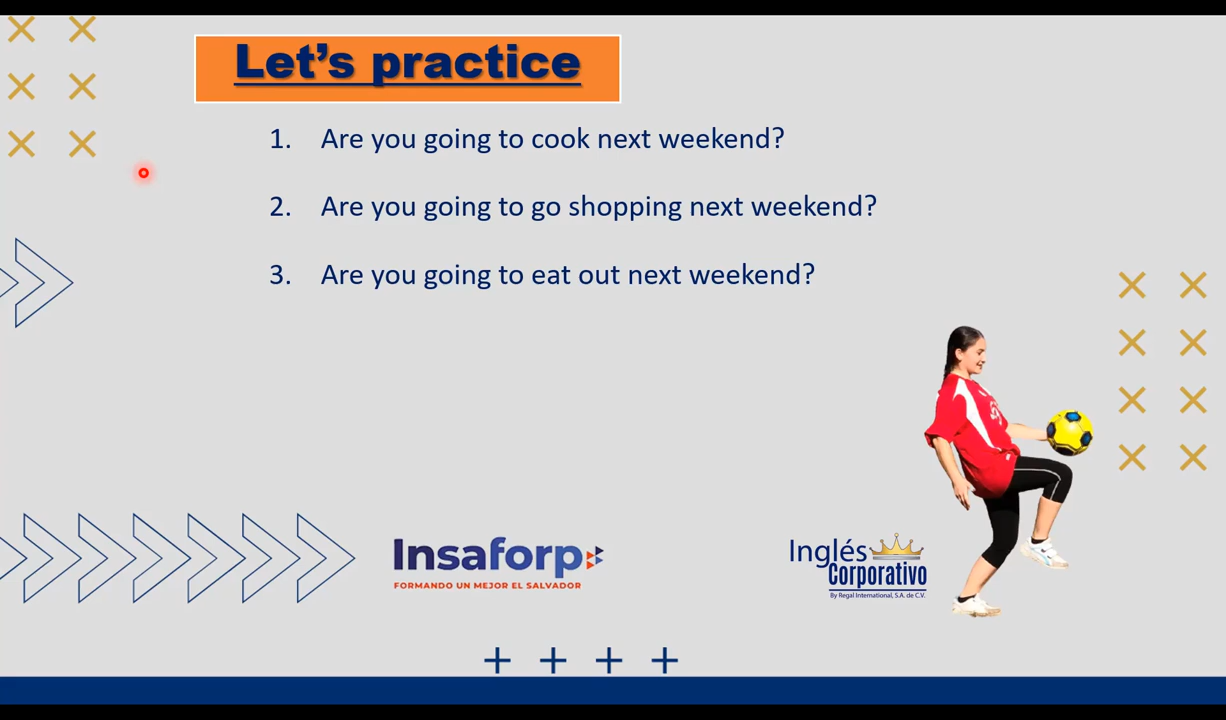 Let's practice
1. Are you going to cook next weekend?
2. Are you going to go shopping next weekend?
3. Are you going to eat out next weekend?
Insaforp
FORMANDO UN MEJOR EL SALVADOR
Inglés
Corporativo
By Regal International, S.A. de C.V.